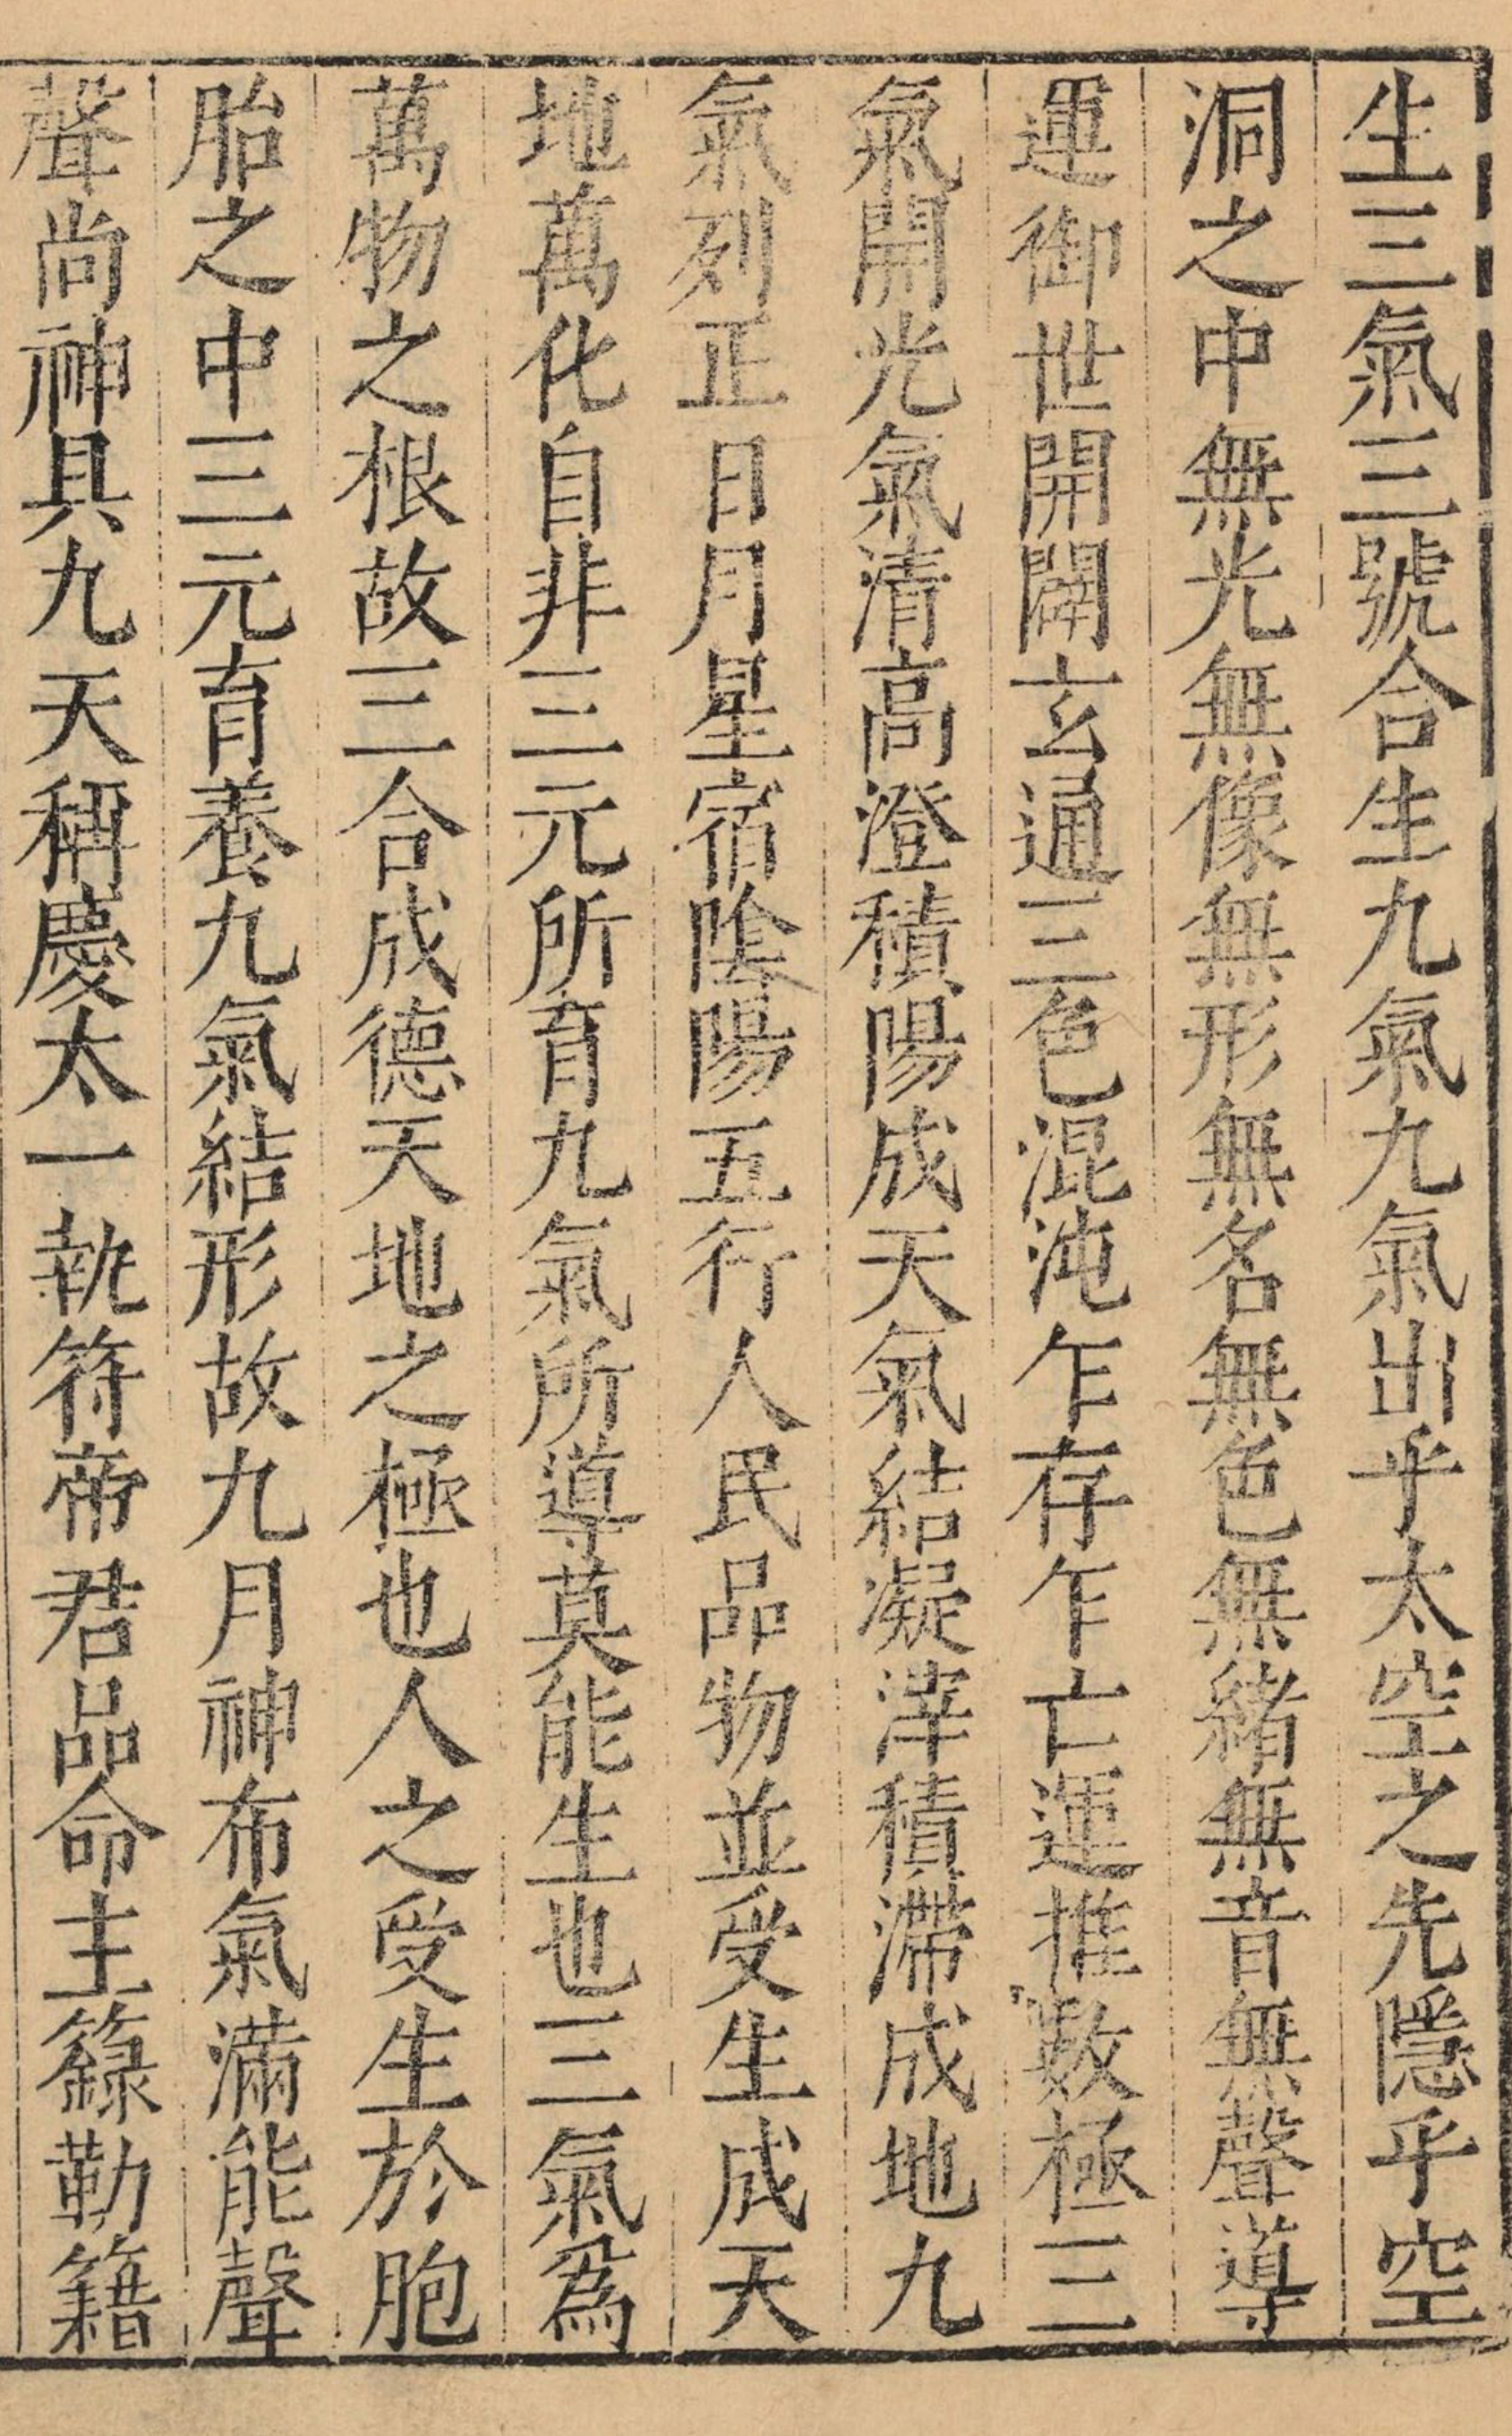 生三氣三號合生九氣九氣出乎太空之先隱乎空
洞之中無光無像無形無名無色無緒無音無聲導
運御世開闢玄通三色混沌乍存乍亡運推數極三
氣開光氣清高澄積陽成天氣結凝滓積滯成地九
氣列正日月星宿陰陽五行人民品物並受生成天
地萬化自非三元所育九氣所導莫能生也三氣爲
萬物之根故三合成德天地之極也人之受生於胞
胎之中三元育養九氣結形故九月神布氣滿能聲
聲尚神具九天稱慶太一執符帝君品命主籙勒籍